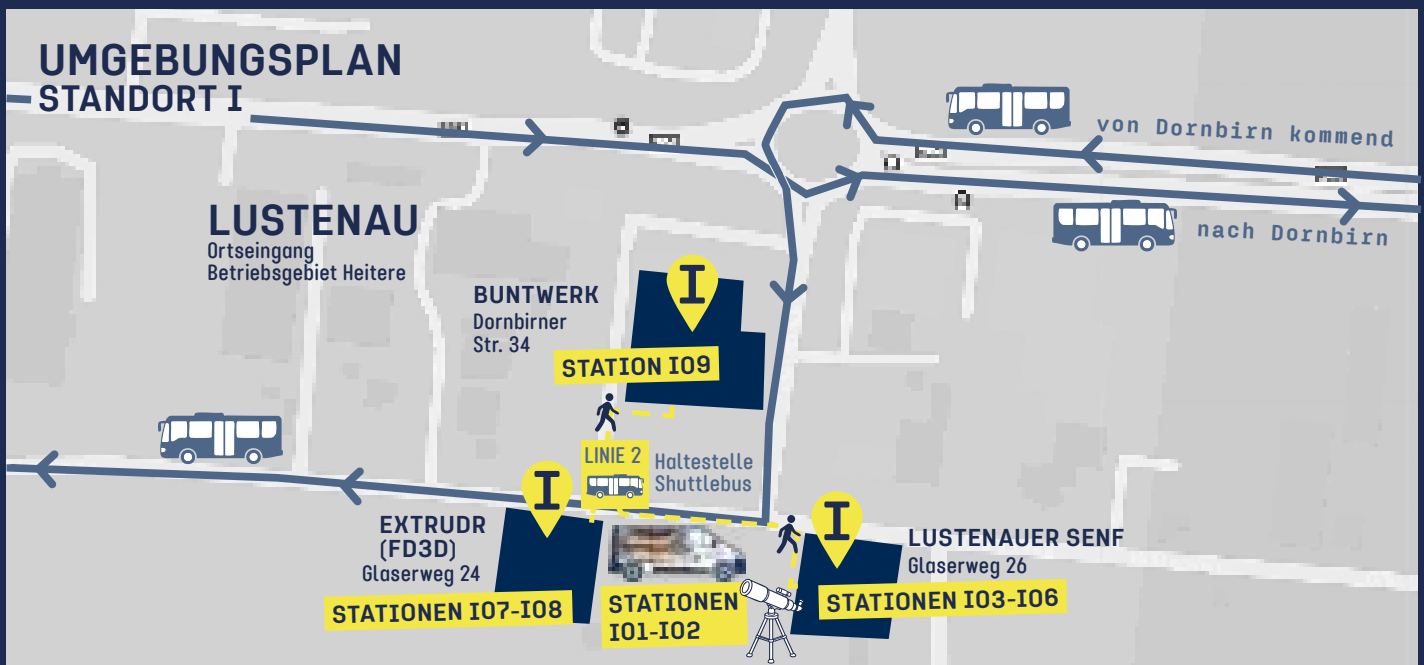 UMGEBUNGSPLAN
STANDORT I
von Dornbirn kommend
nach Dornbirn
LUSTENAU
Ortseingang
Betriebsgebiet Heitere
I
BUNTWERK
Dornbirner
Str. 34
STATION I09
LINIE 2
Haltestelle
Shuttlebus
I
EXTRUDR
(FD3D)
Glaserweg 24
STATIONEN I07-I08
STATIONEN
I01-I02
I
LUSTENAUER SENF
Glaserweg 26
STATIONEN I03-I06